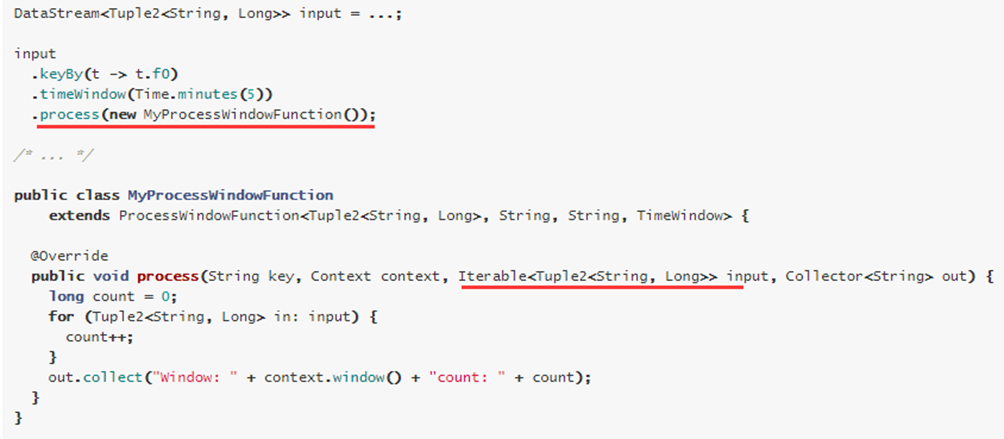 DataStream<Tuple2<String, Long>> input = ...;
input
.keyBy(t -> t.f0)
.timeWindow(Time.minutes(5))
.process(new MyProcessWindowFunction());
/* ... */
public class MyProcessWindowFunction
extends ProcessWindowFunction<Tuple2<String, Long>, String, String, TimeWindow> {
@Override
public void process(String key, Context context, Iterable<Tuple2<String, Long>> input, Collector<String> out) {
long count = 0;
for (Tuple2<String, Long> in: input) {
count++;
}
out.collect("Window: " + context.window() + "count: " + count);
}
}